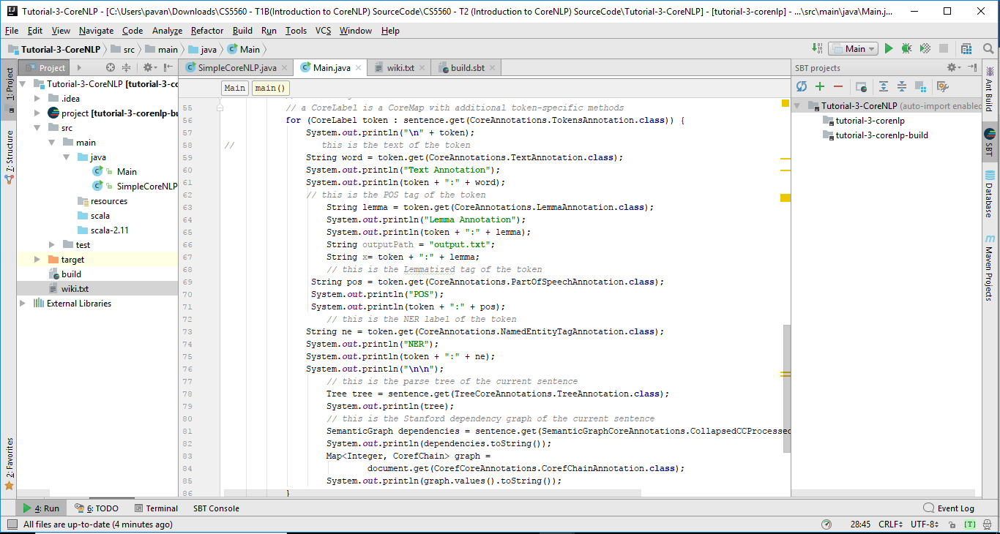 Tutorial-3-CoreNLP - [C:\Users\pavan\Downloads\CS5560 - T1B(Introduction to CoreNLP) SourceCode\CS5560 - T2 (Introduction to CoreNLP) SourceCode\Tutorial-3-CoreNLP] - [tutorial-3-corenlp] - ...\src\main\java\Main.j...
File Edit View Navigate Code Analyze Refactor Build Run Tools VCS Window Help
Tutorial-3-CoreNLP src main java Main
Main
Project
SimpleCoreNLP.java Main.java wiki.txt build.sbt
SBT projects
1: Project
7: Structure
2: Favorites
Tutorial-3-CoreNLP [tutorial-3-co
.idea
project [tutorial-3-corenlp-bu
src
main
java
Main
SimpleCoreNLP
resources
scala
scala-2.11
test
target
build
wiki.txt
External Libraries
Main main()
55 // a CoreLabel is a CoreMap with additional token-specific methods
56 for (CoreLabel token : sentence.get(CoreAnnotations.TokensAnnotation.class)) {
57 System.out.println("\n" + token);
58 // this is the text of the token
59 String word = token.get(CoreAnnotations.TextAnnotation.class);
60 System.out.println("Text Annotation");
61 System.out.println(token + ":" + word);
62 // this is the POS tag of the token
63 String lemma = token.get(CoreAnnotations.LemmaAnnotation.class);
64 System.out.println("Lemma Annotation");
65 System.out.println(token + ":" + lemma);
66 String outputPath = "output.txt";
67 String x= token + ":" + lemma;
68 // this is the Lemmatized tag of the token
69 String pos = token.get(CoreAnnotations.PartOfSpeechAnnotation.class);
70 System.out.println("POS");
71 System.out.println(token + ":" + pos);
72 // this is the NER label of the token
73 String ne = token.get(CoreAnnotations.NamedEntityTagAnnotation.class);
74 System.out.println("NER");
75 System.out.println(token + ":" + ne);
76 System.out.println("\n\n");
77 // this is the parse tree of the current sentence
78 Tree tree = sentence.get(TreeCoreAnnotations.TreeAnnotation.class);
79 System.out.println(tree);
80 // this is the Stanford dependency graph of the current sentence
81 SemanticGraph dependencies = sentence.get(SemanticGraphCoreAnnotations.CollapsedCCProcessed
82 System.out.println(dependencies.toString());
83 Map<Integer, CorefChain> graph =
84 document.get(CorefCoreAnnotations.CorefChainAnnotation.class);
85 System.out.println(graph.values().toString());
86 }
Tutorial-3-CoreNLP (auto-import enabled
tutorial-3-corenlp
tutorial-3-corenlp-build
Ant Build
SBT
Database
Maven Projects
4: Run 6: TODO Terminal SBT Console Event Log
All files are up-to-date (4 minutes ago) 28:45 CRLF UTF-8 [T]